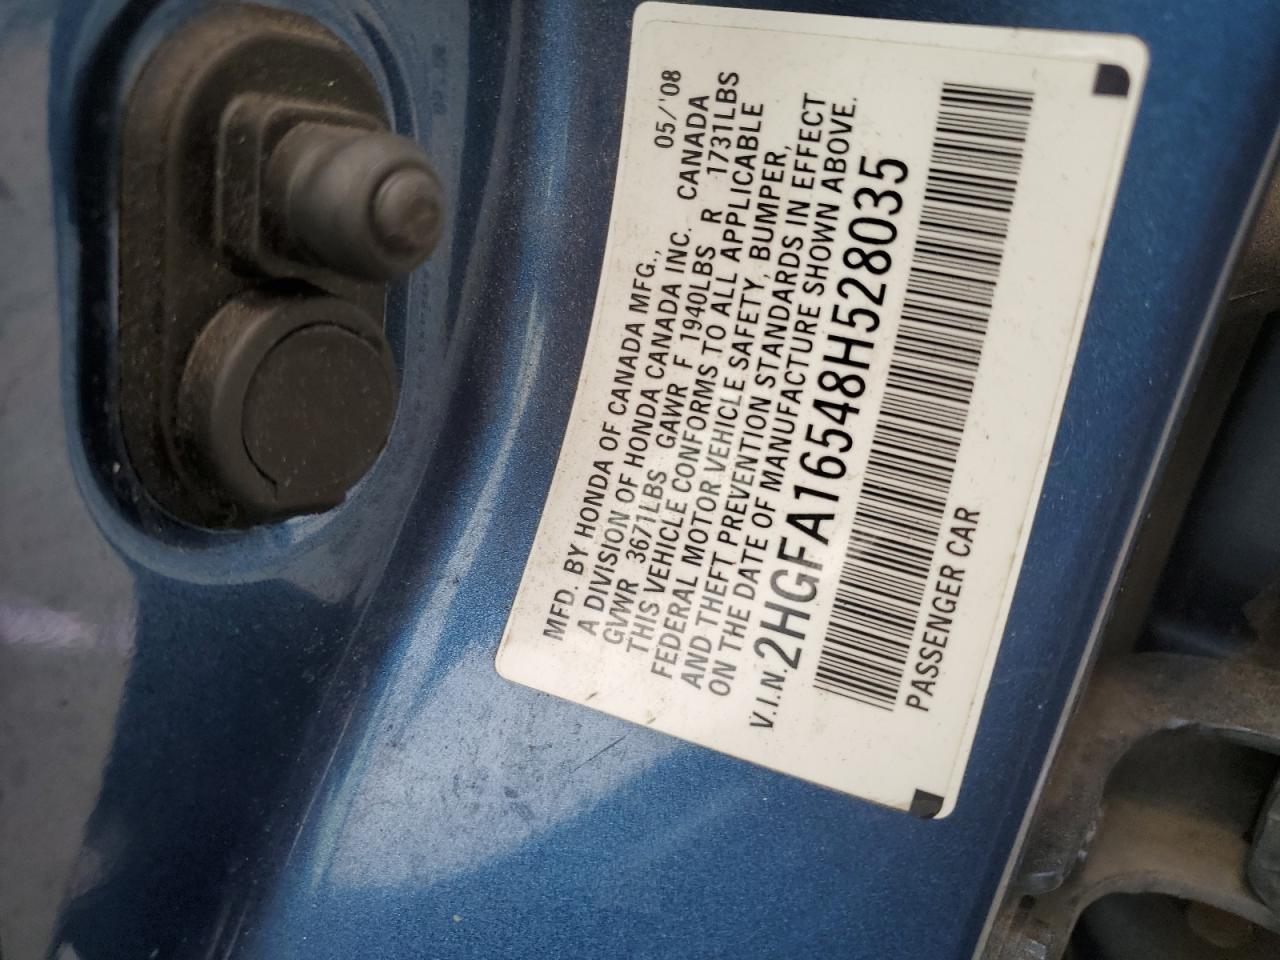 MFD. BY HONDA OF CANADA MFG., 05/'08
A DIVISION OF HONDA CANADA INC. CANADA
GVWR 3671LBS GAWR F 1940LBS R 1731LBS
THIS VEHICLE CONFORMS TO ALL APPLICABLE
FEDERAL MOTOR VEHICLE SAFETY, BUMPER,
AND THEFT PREVENTION STANDARDS IN EFFECT
ON THE DATE OF MANUFACTURE SHOWN ABOVE.
V.I.N.2HGFA16548H528035
PASSENGER CAR